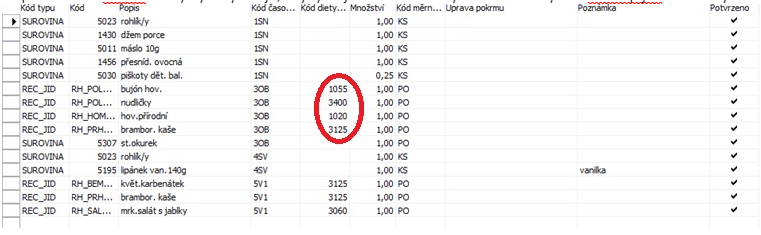 Kód typu Kód Popis Kód časo... Kód diety... Množství Kód měrn... Uprava pokrmu Poznámka Potvrzeno
SUROVINA 5023 rohlík/y 1SN 1,00 KS
SUROVINA 1430 džem porce 1SN 1,00 KS
SUROVINA 5011 máslo 10g 1SN 1,00 KS
SUROVINA 1456 přesníd. ovocná 1SN 1,00 KS
SUROVINA 5030 piškoty dět. bal. 1SN 0,25 KS
REC_JID RH_POL... bujón hov. 3OB 1055 1,00 PO
REC_JID RH_POL... nudličky 3OB 3400 1,00 PO
REC_JID RH_HOM... hov.přírodní 3OB 1020 1,00 PO
REC_JID RH_PRH... brambor. kaše 3OB 3125 1,00 PO
SUROVINA 5307 st.okurek 3OB 1,00 PO
SUROVINA 5023 rohlík/y 4SV 1,00 KS
SUROVINA 5195 lipánek van.140g 4SV 1,00 KS vanilka
REC_JID RH_BEM... květ.karbenátek 5V1 3125 1,00 PO
REC_JID RH_PRH... brambor. kaše 5V1 3125 1,00 PO
REC_JID RH_SAL... mrk.salát s jablky 5V1 3060 1,00 PO